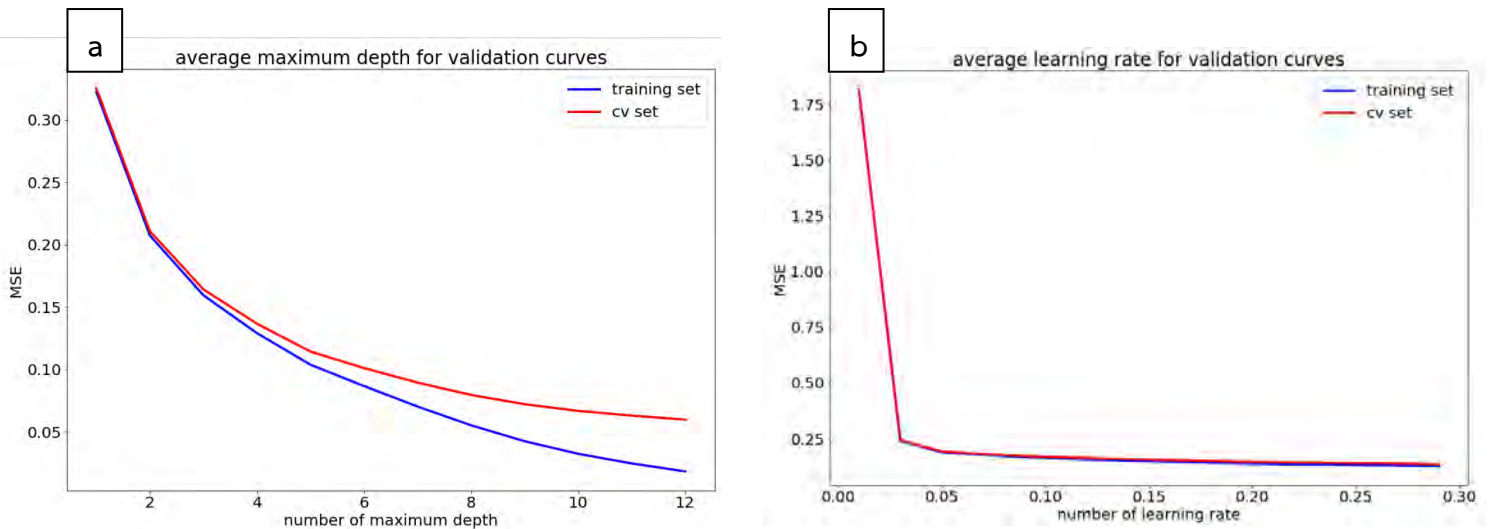 a
average maximum depth for validation curves
training set
cv set
0.30
0.25
0.20
0.15
0.10
0.05
MSE
2 4 6 8 10 12
number of maximum depth
b
average learning rate for validation curves
training set
cv set
1.75
1.50
1.25
1.00
0.75
0.50
0.25
MSE
0.00 0.05 0.10 0.15 0.20 0.25 0.30
number of learning rate